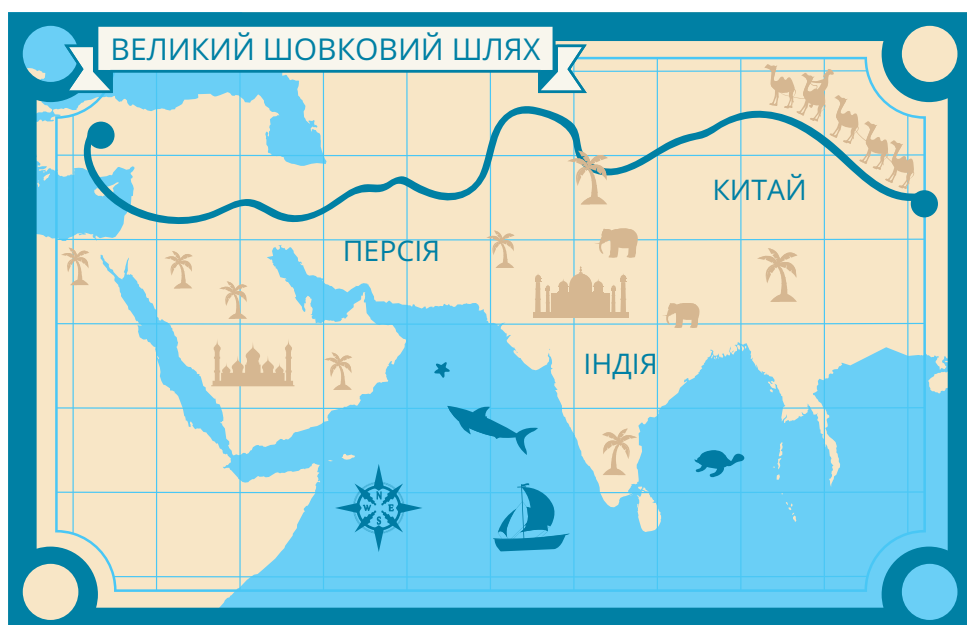 ВЕЛИКИЙ ШОВКОВИЙ ШЛЯХ
КИТАЙ
ПЕРСІЯ
ІНДІЯ
N
W E
S